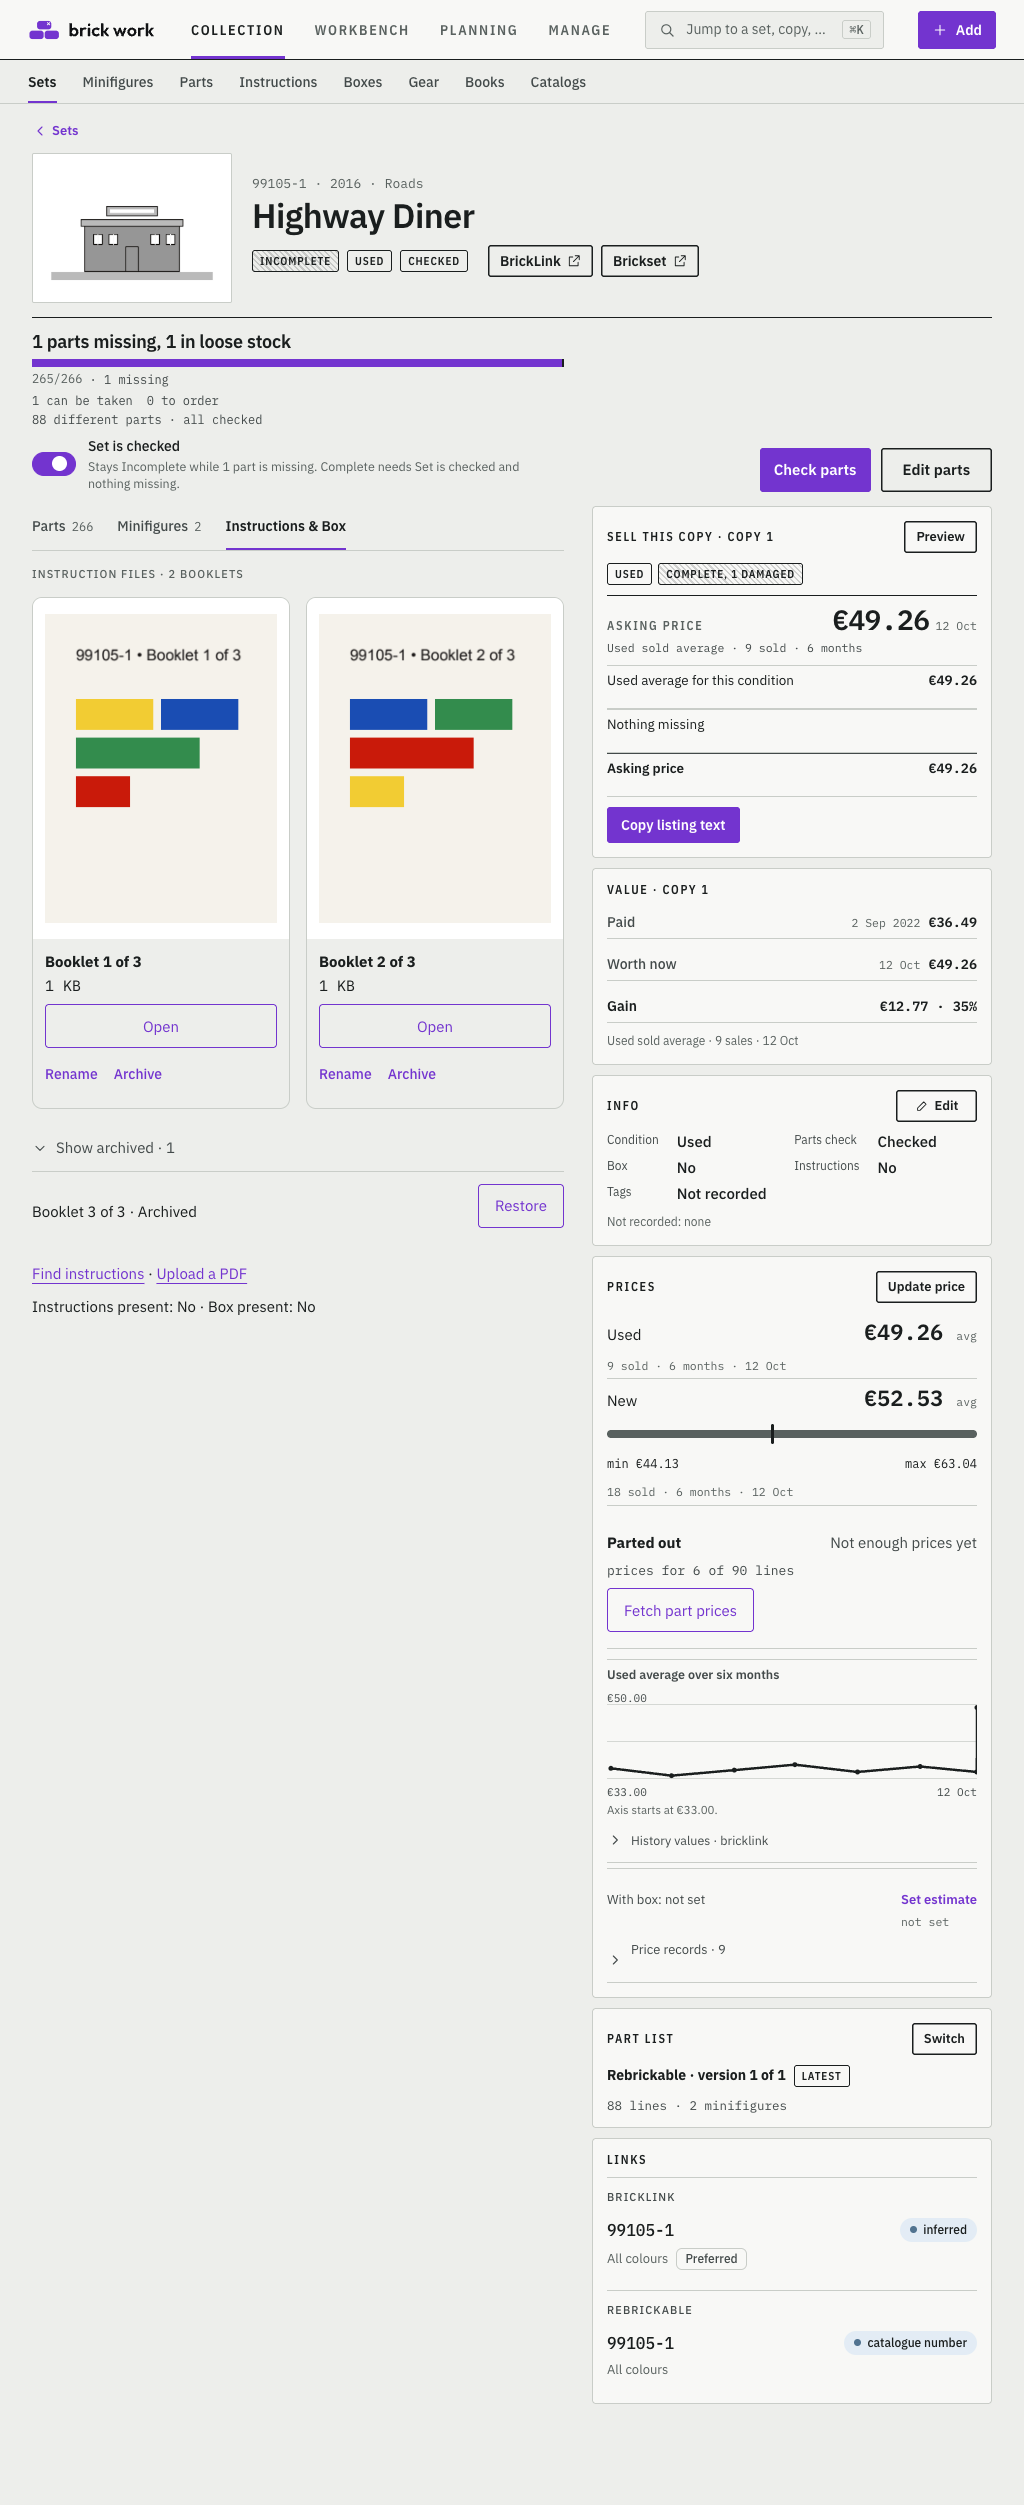 brick work
COLLECTION WORKBENCH PLANNING MANAGE
Jump to a set, copy, ... ⌘K
Add
Sets Minifigures Parts Instructions Boxes Gear Books Catalogs
Sets
99105-1 · 2016 · Roads
Highway Diner
INCOMPLETE USED CHECKED BrickLink Brickset
1 parts missing, 1 in loose stock
265/266 · 1 missing
1 can be taken 0 to order
88 different parts · all checked
Set is checked
Stays Incomplete while 1 part is missing. Complete needs Set is checked and
nothing missing.
Check parts Edit parts
Parts 266 Minifigures 2 Instructions & Box
INSTRUCTION FILES · 2 BOOKLETS
99105-1 • Booklet 1 of 3
Booklet 1 of 3
1 KB
Open
Rename Archive
99105-1 • Booklet 2 of 3
Booklet 2 of 3
1 KB
Open
Rename Archive
Show archived · 1
Booklet 3 of 3 · Archived
Restore
Find instructions · Upload a PDF
Instructions present: No · Box present: No
SELL THIS COPY · COPY 1
Preview
USED COMPLETE, 1 DAMAGED
ASKING PRICE €49.26 12 Oct
Used sold average · 9 sold · 6 months
Used average for this condition €49.26
Nothing missing
Asking price €49.26
Copy listing text
VALUE · COPY 1
Paid 2 Sep 2022 €36.49
Worth now 12 Oct €49.26
Gain €12.77 · 35%
Used sold average · 9 sales · 12 Oct
INFO
Edit
Condition Used Parts check Checked
Box No Instructions No
Tags Not recorded
Not recorded: none
PRICES
Update price
Used €49.26 avg
9 sold · 6 months · 12 Oct
New €52.53 avg
min €44.13 max €63.04
18 sold · 6 months · 12 Oct
Parted out Not enough prices yet
prices for 6 of 90 lines
Fetch part prices
Used average over six months
€50.00
€33.00 12 Oct
Axis starts at €33.00.
History values · bricklink
With box: not set Set estimate
not set
Price records · 9
PART LIST
Switch
Rebrickable · version 1 of 1 LATEST
88 lines · 2 minifigures
LINKS
BRICKLINK
99105-1 inferred
All colours Preferred
REBRICKABLE
99105-1 catalogue number
All colours